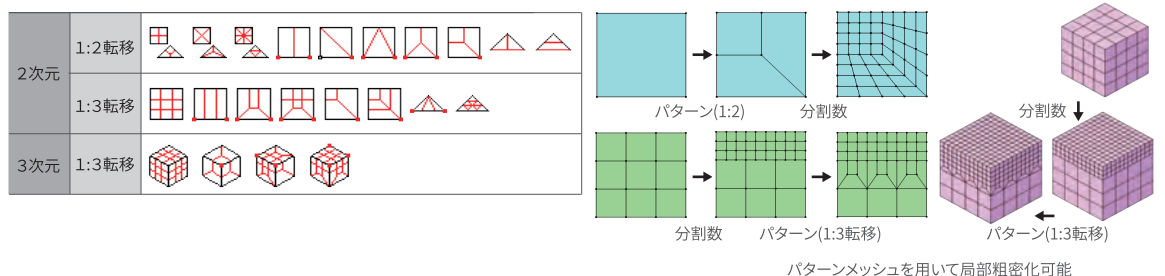 2次元
1:2転移
1:3転移
3次元
1:3転移
パターン(1:2)
分割数
分割数
パターン(1:3転移)
分割数
パターン(1:3転移)
パターンメッシュを用いて局部粗密化可能